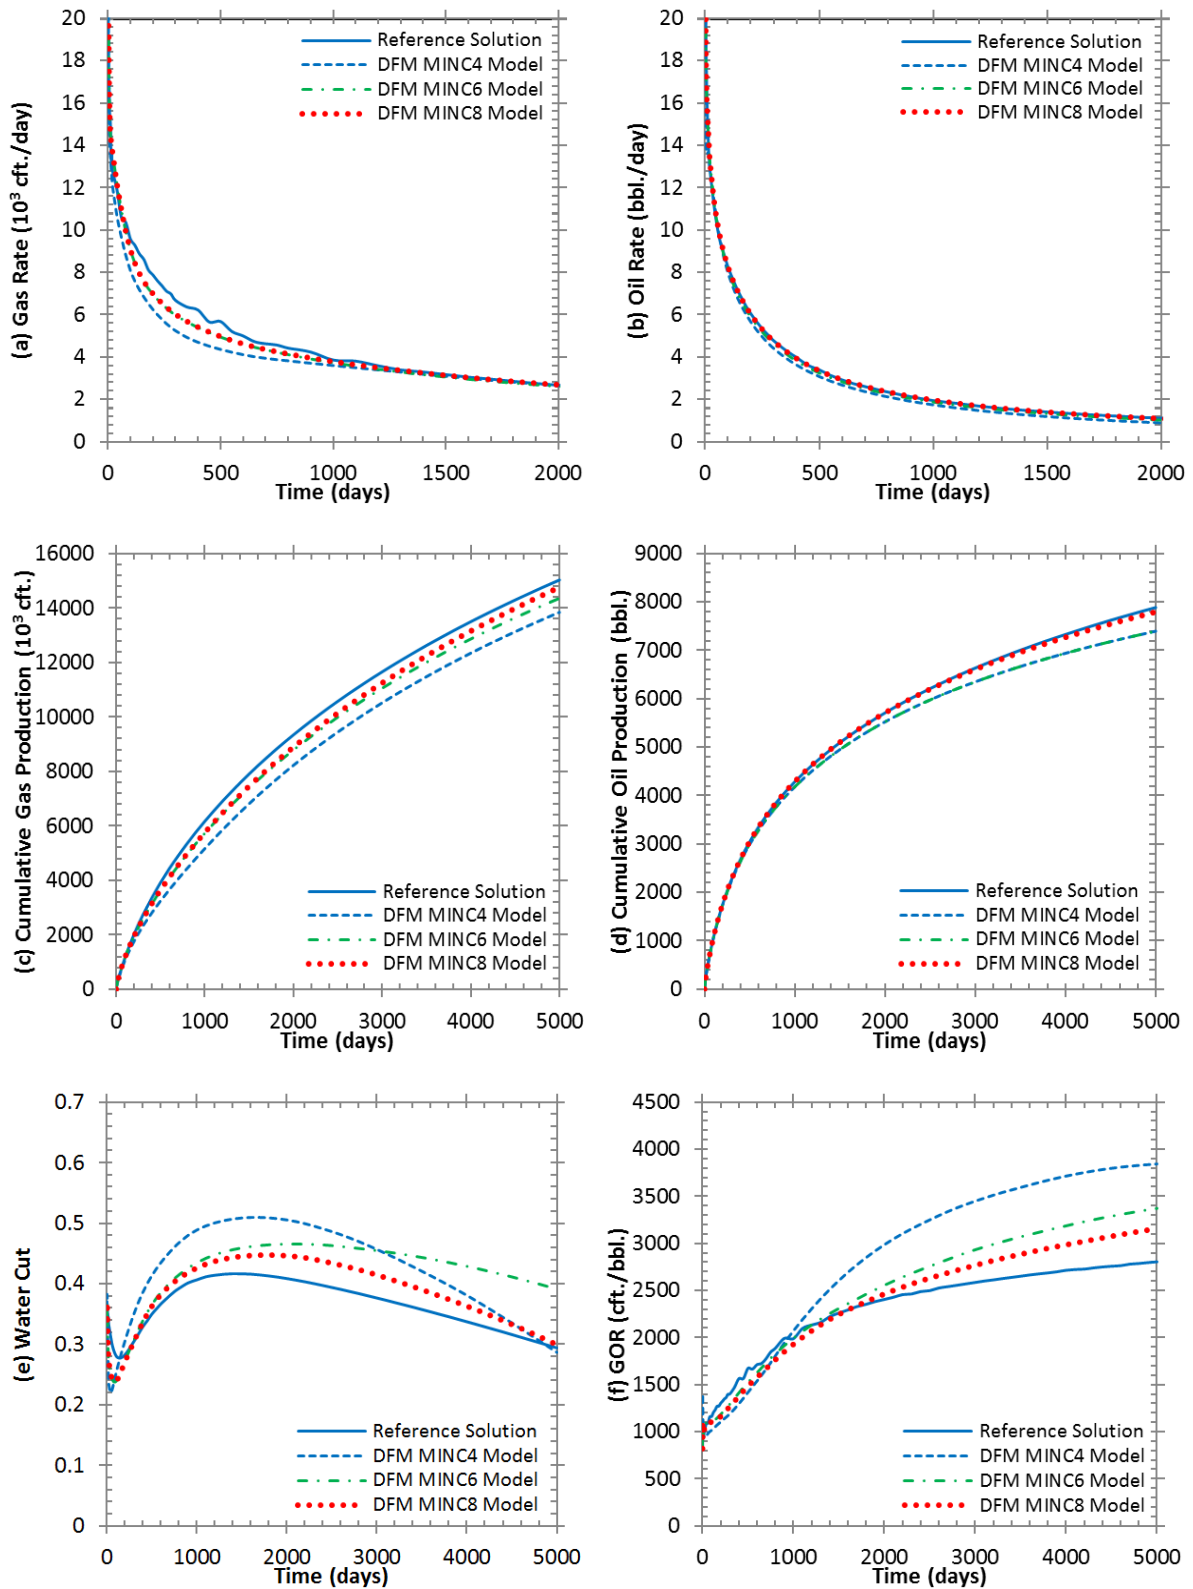 (a) Gas Rate (10³ cft./day)
20
18
16
14
12
10
8
6
4
2
0
0 500 1000 1500 2000
Time (days)
Reference Solution
DFM MINC4 Model
DFM MINC6 Model
DFM MINC8 Model
(b) Oil Rate (bbl./day)
20
18
16
14
12
10
8
6
4
2
0
0 500 1000 1500 2000
Time (days)
Reference Solution
DFM MINC4 Model
DFM MINC6 Model
DFM MINC8 Model
(c) Cumulative Gas Production (10³ cft.)
16000
14000
12000
10000
8000
6000
4000
2000
0
0 1000 2000 3000 4000 5000
Time (days)
Reference Solution
DFM MINC4 Model
DFM MINC6 Model
DFM MINC8 Model
(d) Cumulative Oil Production (bbl.)
9000
8000
7000
6000
5000
4000
3000
2000
1000
0
0 1000 2000 3000 4000 5000
Time (days)
Reference Solution
DFM MINC4 Model
DFM MINC6 Model
DFM MINC8 Model
(e) Water Cut
0.7
0.6
0.5
0.4
0.3
0.2
0.1
0
0 1000 2000 3000 4000 5000
Time (days)
Reference Solution
DFM MINC4 Model
DFM MINC6 Model
DFM MINC8 Model
(f) GOR (cft./bbl.)
4500
4000
3500
3000
2500
2000
1500
1000
500
0
0 1000 2000 3000 4000 5000
Time (days)
Reference Solution
DFM MINC4 Model
DFM MINC6 Model
DFM MINC8 Model